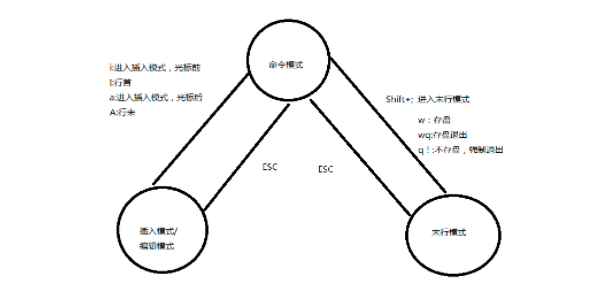 命令模式
i:进入插入模式，光标前
I:行首
a:进入插入模式，光标后
A:行末
Shift+; 进入末行模式
w：存盘
wq:存盘退出
q！:不存盘，强制退出
ESC
ESC
插入模式/
编辑模式
末行模式